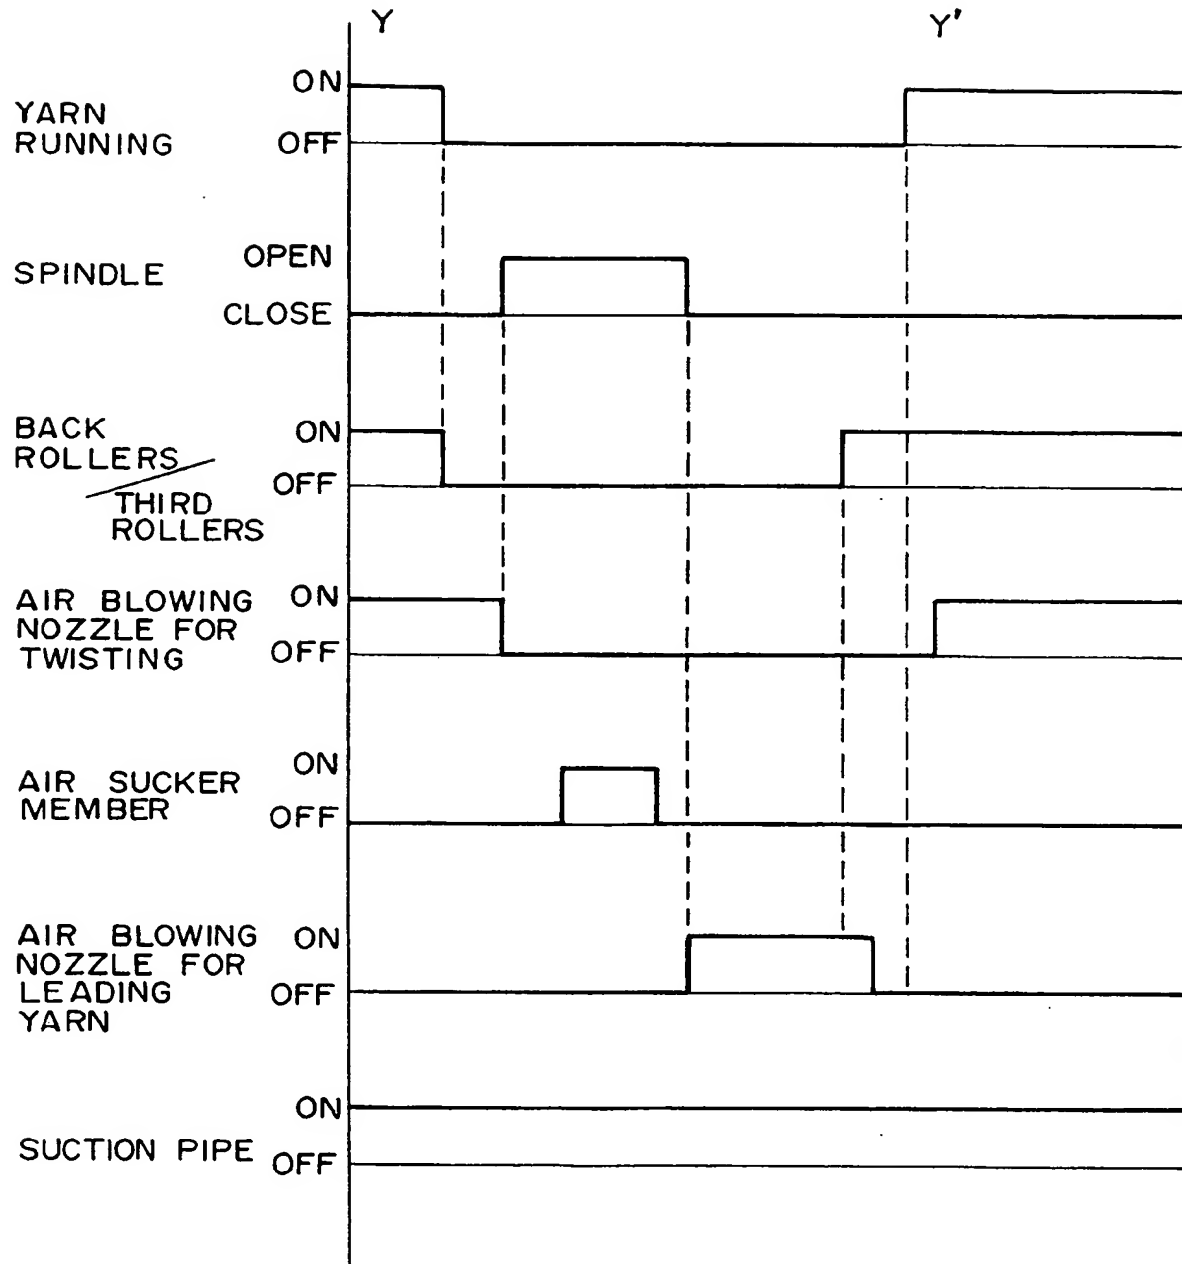 Y Y'
ON
YARN
RUNNING
OFF
OPEN
SPINDLE
CLOSE
BACK
ROLLERS
THIRD
ROLLERS
ON
OFF
AIR BLOWING
NOZZLE FOR
TWISTING
ON
OFF
AIR SUCKER
MEMBER
ON
OFF
AIR BLOWING
NOZZLE FOR
LEADING
YARN
ON
OFF
ON
SUCTION PIPE
OFF